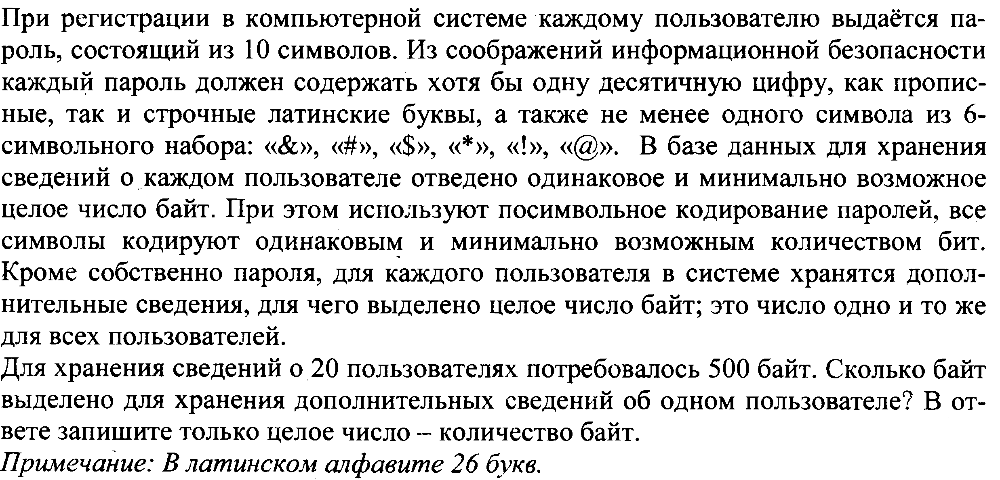 При регистрации в компьютерной системе каждому пользователю выдаётся па-
роль, состоящий из 10 символов. Из соображений информационной безопасности
каждый пароль должен содержать хотя бы одну десятичную цифру, как пропис-
ные, так и строчные латинские буквы, а также не менее одного символа из 6-
символьного набора: «&», «#», «$», «*», «!», «@». В базе данных для хранения
сведений о каждом пользователе отведено одинаковое и минимально возможное
целое число байт. При этом используют посимвольное кодирование паролей, все
символы кодируют одинаковым и минимально возможным количеством бит.
Кроме собственно пароля, для каждого пользователя в системе хранятся допол-
нительные сведения, для чего выделено целое число байт; это число одно и то же
для всех пользователей.
Для хранения сведений о 20 пользователях потребовалось 500 байт. Сколько байт
выделено для хранения дополнительных сведений об одном пользователе? В от-
вете запишите только целое число – количество байт.
Примечание: В латинском алфавите 26 букв.